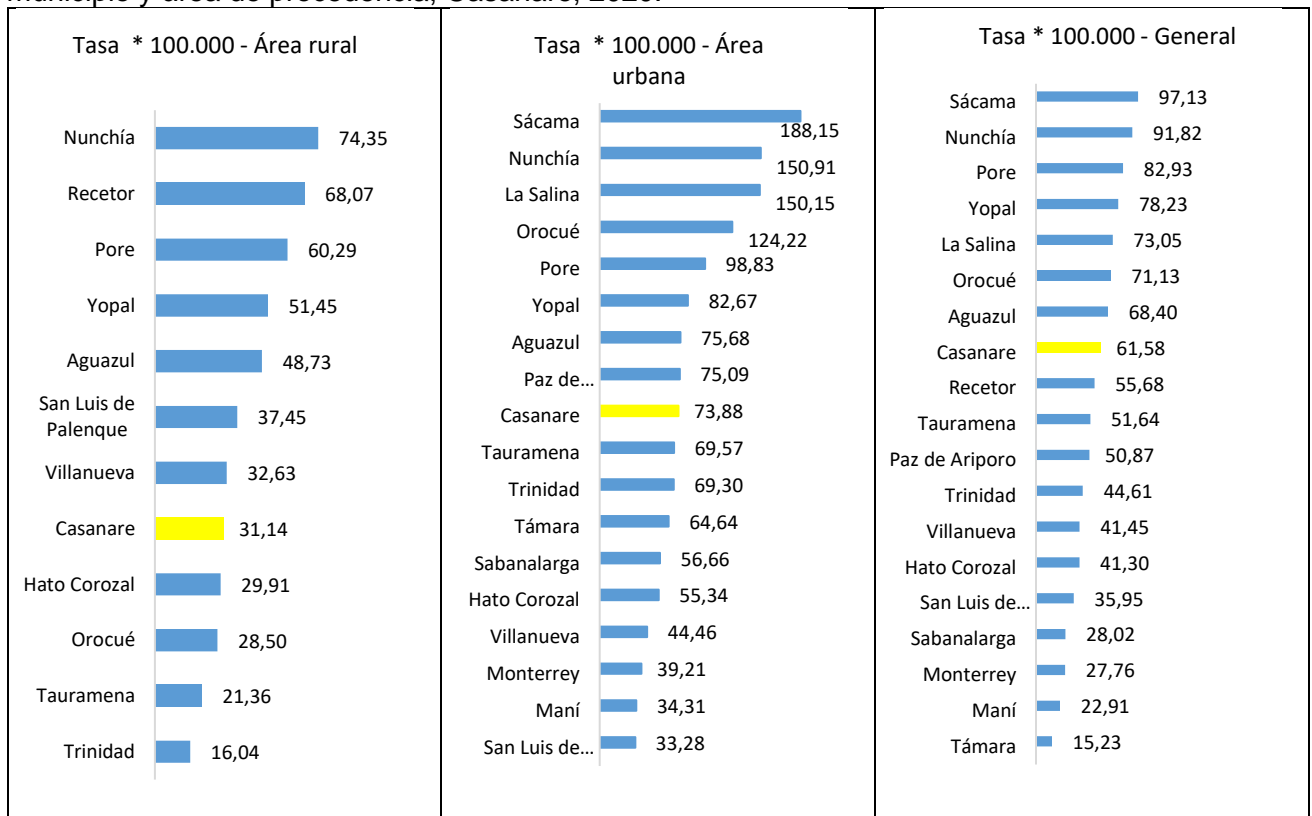 municipio y área de procedencia, Casanare, 2020.
Tasa * 100.000 - Área rural
Nunchía 74,35
Recetor 68,07
Pore 60,29
Yopal 51,45
Aguazul 48,73
San Luis de
Palenque 37,45
Villanueva 32,63
Casanare 31,14
Hato Corozal 29,91
Orocué 28,50
Tauramena 21,36
Trinidad 16,04
Tasa * 100.000 - Área
urbana
Sácama 188,15
Nunchía 150,91
La Salina 150,15
Orocué 124,22
Pore 98,83
Yopal 82,67
Aguazul 75,68
Paz de... 75,09
Casanare 73,88
Tauramena 69,57
Trinidad 69,30
Támara 64,64
Sabanalarga 56,66
Hato Corozal 55,34
Villanueva 44,46
Monterrey 39,21
Maní 34,31
San Luis de... 33,28
Tasa * 100.000 - General
Sácama 97,13
Nunchía 91,82
Pore 82,93
Yopal 78,23
La Salina 73,05
Orocué 71,13
Aguazul 68,40
Casanare 61,58
Recetor 55,68
Tauramena 51,64
Paz de Ariporo 50,87
Trinidad 44,61
Villanueva 41,45
Hato Corozal 41,30
San Luis de... 35,95
Sabanalarga 28,02
Monterrey 27,76
Maní 22,91
Támara 15,23